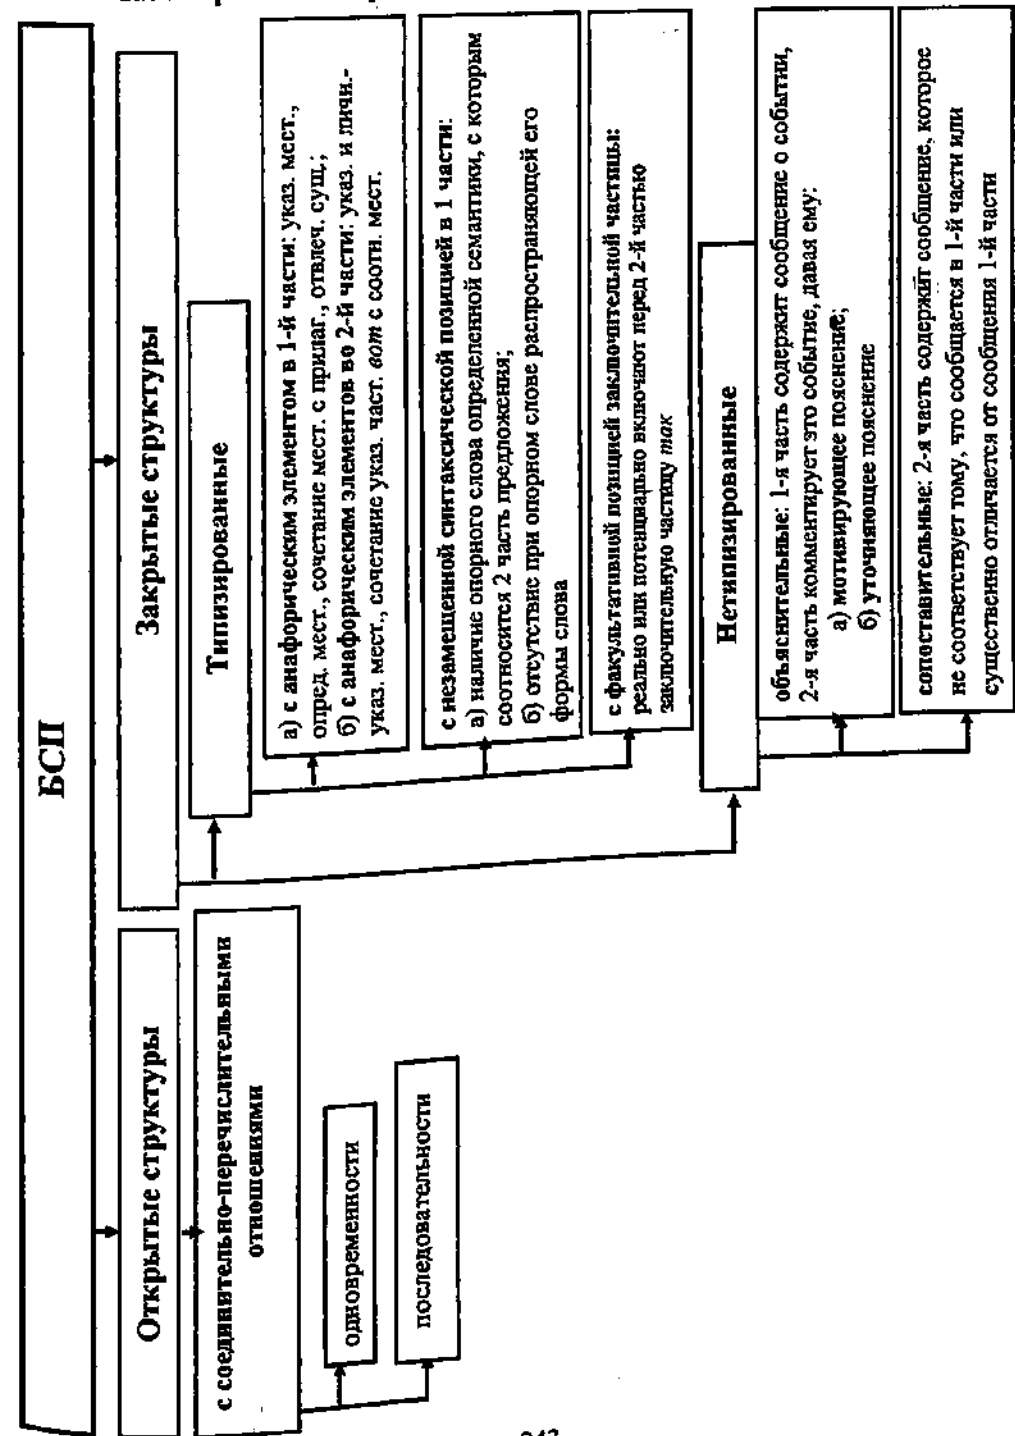 БСП
Открытые структуры
с соединительно-перечислительными
отношениями
одновременности
последовательности
Закрытые структуры
Типизированные
а) с анафорическим элементом в 1-й части: указ. мест.,
опред. мест., сочетание мест. с прилаг., отвлеч. сущ.;
б) с анафорическим элементов во 2-й части: указ. и личн.-
указ. мест., сочетание указ. част. вот с соотн. мест.
с незамещенной синтаксической позицией в 1 части:
а) наличие опорного слова определенной семантики, с которым
соотносится 2 часть предложения;
б) отсутствие при опорном слове распространяющей его
формы слова
с факультативной позицией заключительной частицы:
реально или потенциально включают перед 2-й частью
заключительную частицу так
Нетипизированные
объяснительные: 1-я часть содержит сообщение о событии,
2-я часть комментирует это событие, давая ему:
а) мотивирующее пояснение;
б) уточняющее пояснение
сопоставительные: 2-я часть содержит сообщение, которое
не соответствует тому, что сообщается в 1-й части или
существенно отличается от сообщения 1-й части